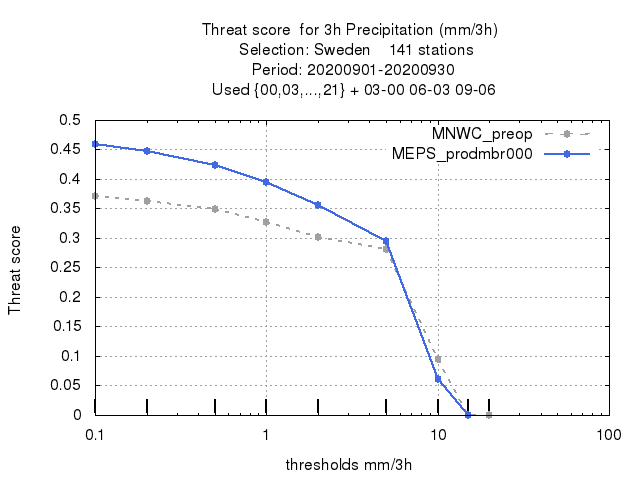 Threat score  for 3h Precipitation (mm/3h)
Selection: Sweden    141 stations
Period: 20200901-20200930
Used {00,03,...,21} + 03-00 06-03 09-06
MNWC_preop
MEPS_prodmbr000
0.5
0.45
0.4
0.35
0.3
0.25
0.2
0.15
0.1
0.05
0
Threat score
0.1 1 10 100
thresholds mm/3h